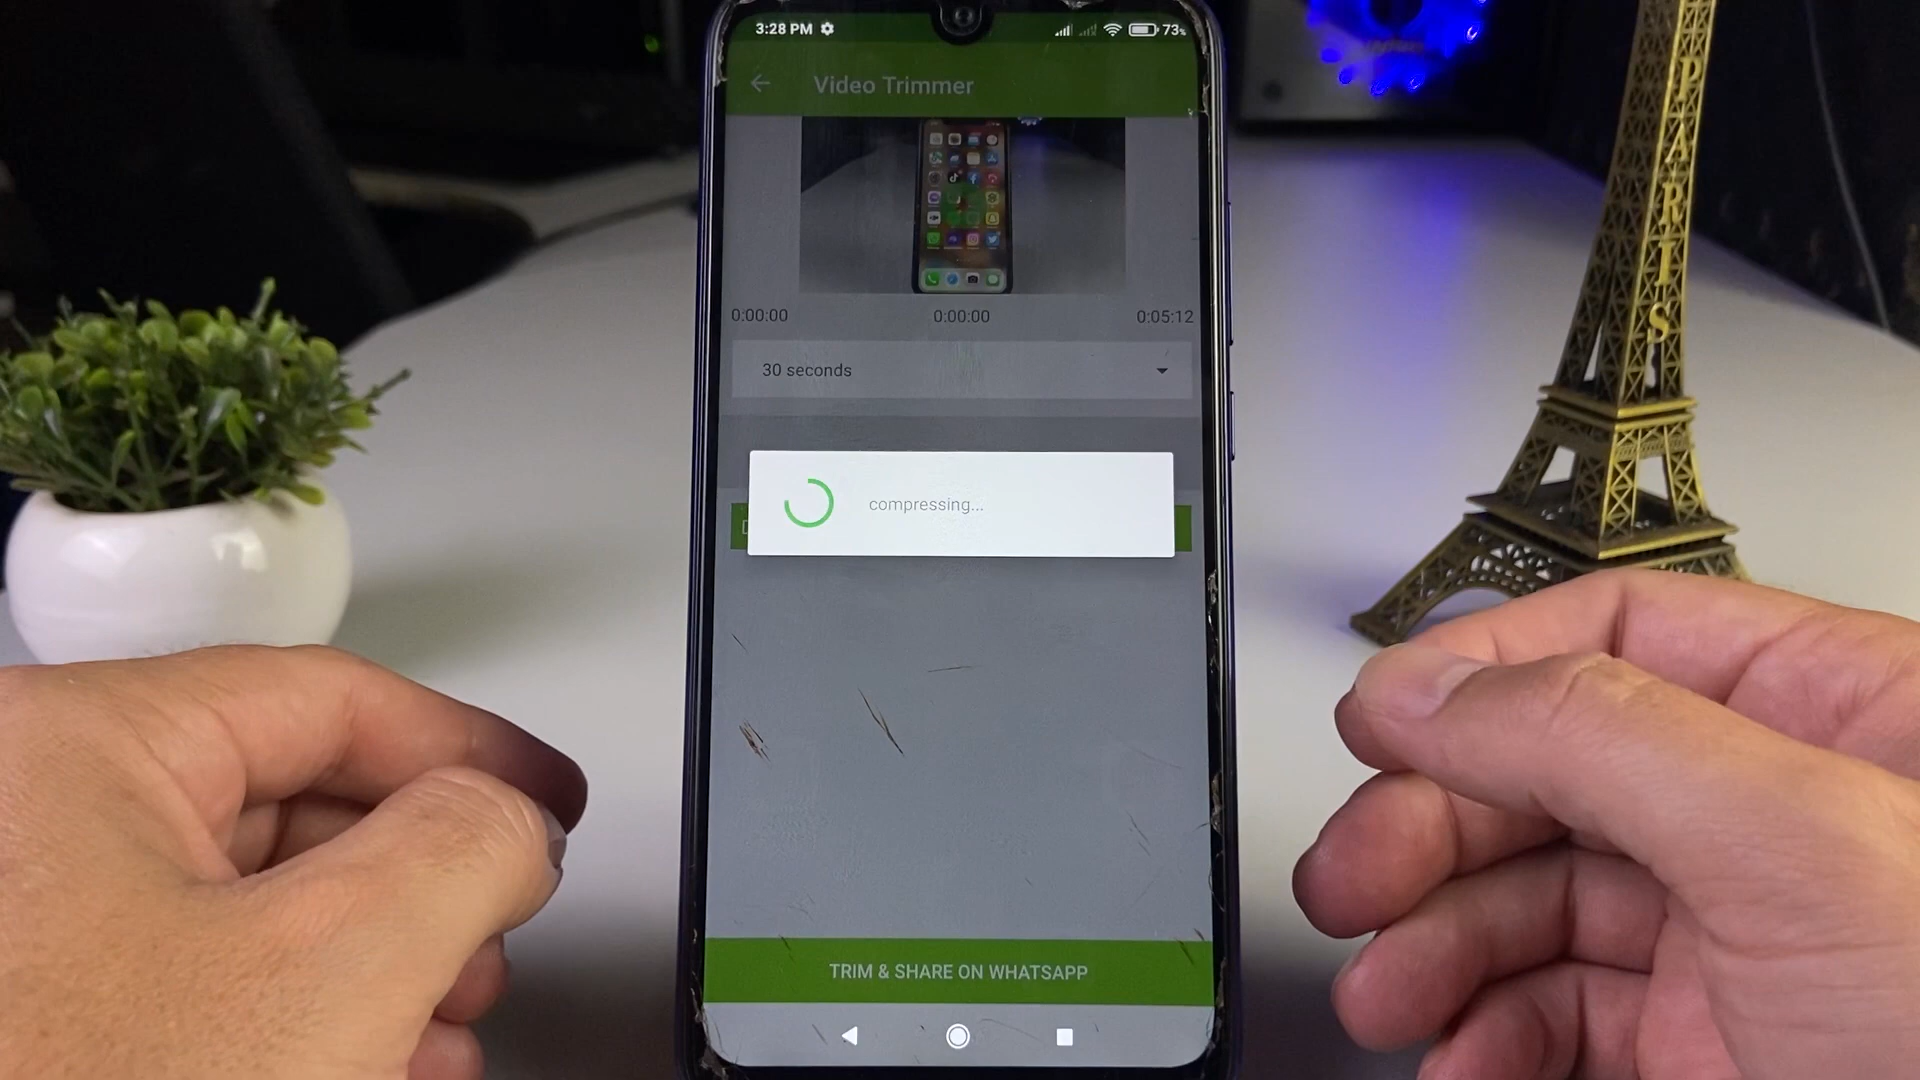 3:28 PM
73%
Video Trimmer
0:00:00
0:00:00
0:05:12
30 seconds
compressing...
TRIM & SHARE ON WHATSAPP
PARIS